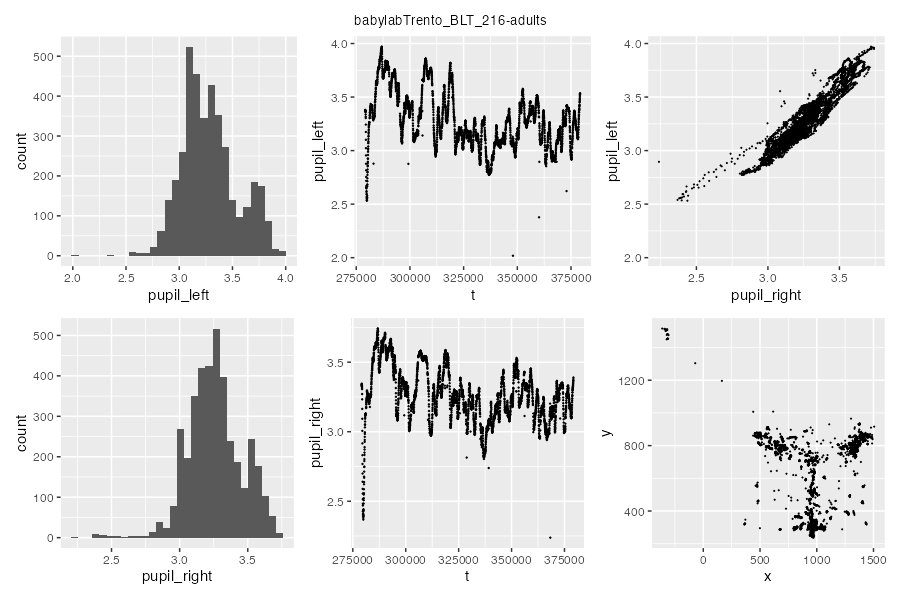 babylabTrento_BLT_216-adults
count
500
400
300
200
100
0
2.0 2.5 3.0 3.5 4.0
pupil_left
pupil_left
4.0
3.5
3.0
2.5
2.0
275000 300000 325000 350000 375000
t
pupil_left
4.0
3.5
3.0
2.5
2.0
2.5 3.0 3.5
pupil_right
count
500
400
300
200
100
0
2.5 3.0 3.5
pupil_right
pupil_right
3.5
3.0
2.5
275000 300000 325000 350000 375000
t
y
1200
800
400
0 500 1000 1500
x